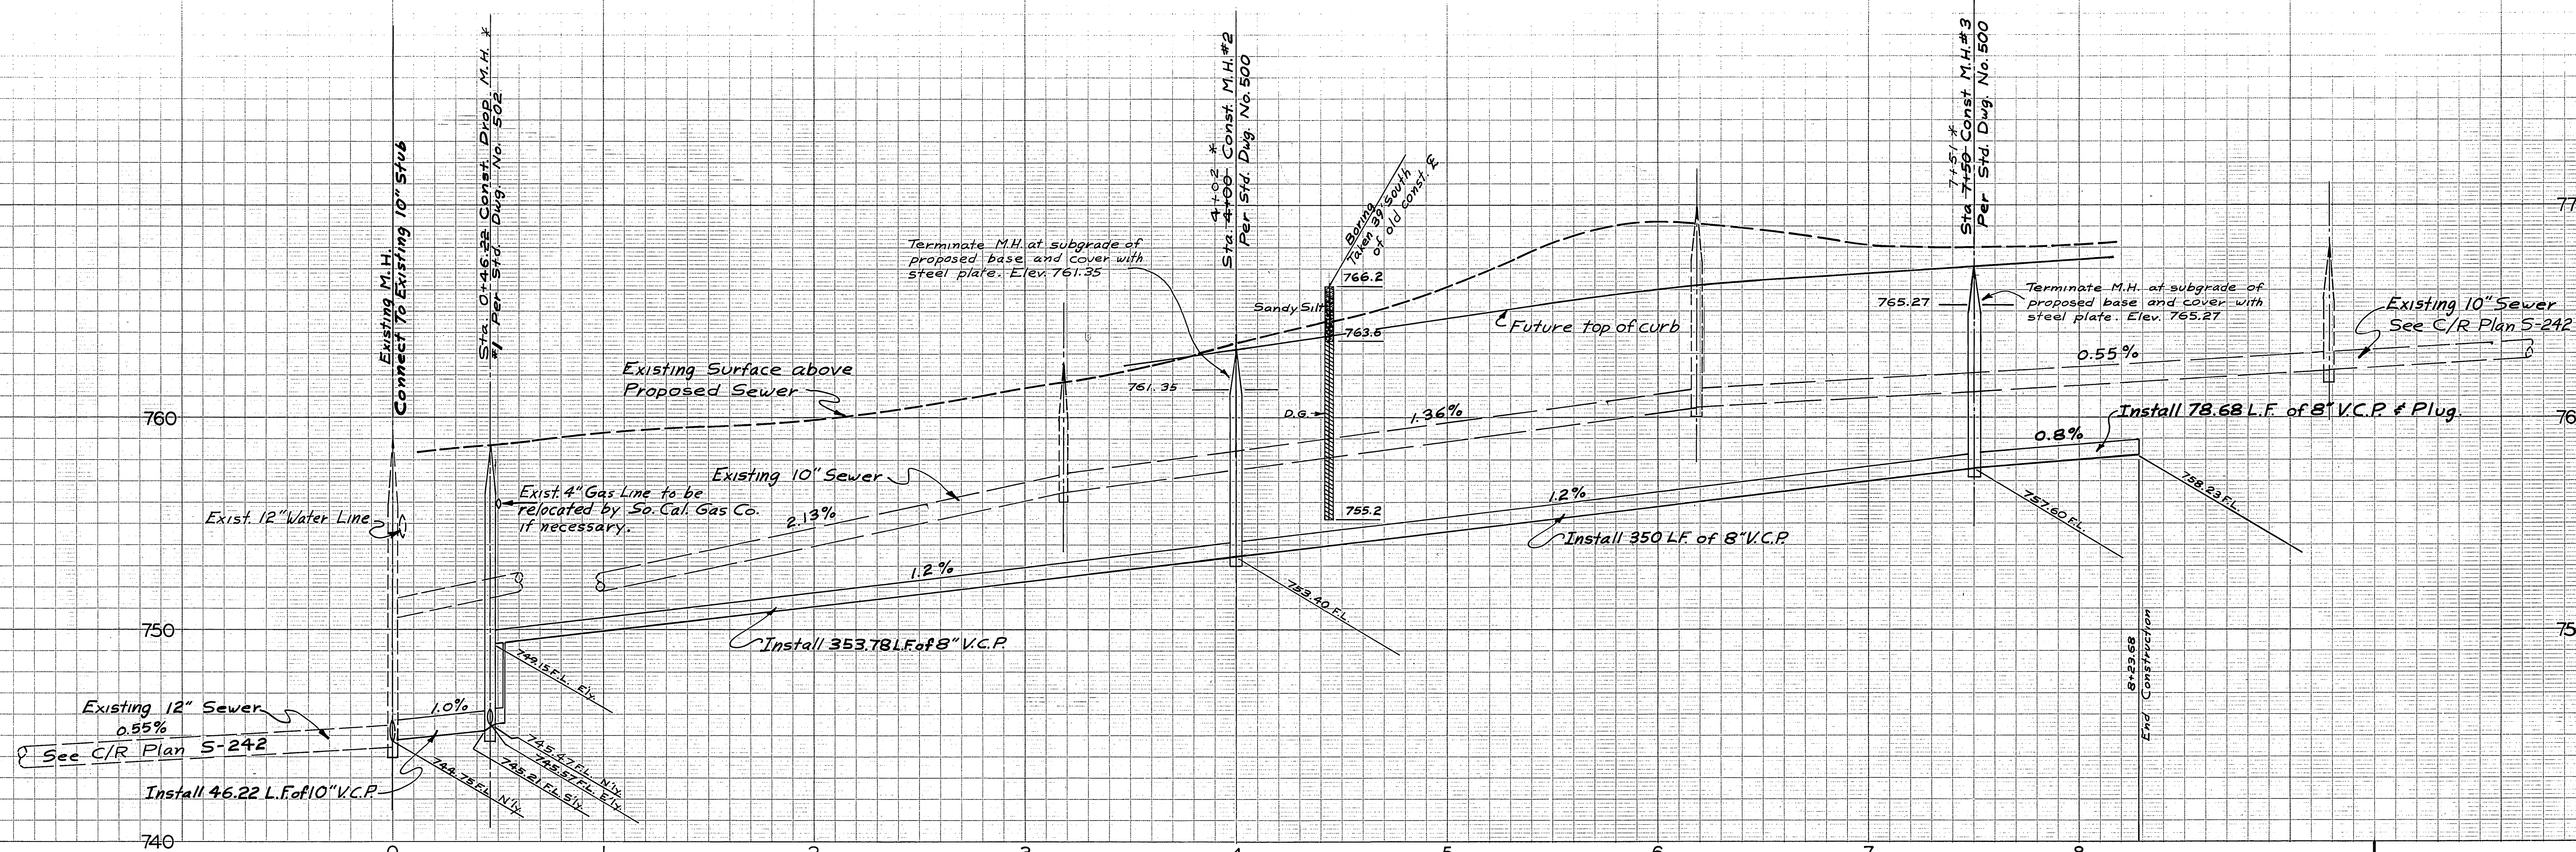 Existing M.H.
Connect To Existing 10" Stub
Sta. 0+46.22 Const. Drop M.H. *
#1 Per Std. Dwg. No. 502
4+02 *
Sta. 4+00 Const. M.H. #2
Per Std. Dwg. No. 500
7+51 *
Sta 7+50 Const M.H. #3
Per Std. Dwg. No. 500
Boring
Taken 39' South
of old const. ℄
Terminate M.H. at subgrade of
proposed base and cover with
steel plate. Elev. 761.35
766.2
Sandy Silt
763.6
Future top of curb
765.27
Terminate M.H. at subgrade of
proposed base and cover with
steel plate. Elev. 765.27
Existing 10" Sewer
See C/R Plan S-242
0.55%
Existing Surface above
Proposed Sewer
761.35
D.G.
1.36%
760
76
77
Install 78.68 L.F. of 8" V.C.P. & Plug.
0.8%
Existing 10" Sewer
Exist. 4" Gas Line to be
relocated by So. Cal. Gas Co.
if necessary.
Exist. 12" Water Line
2.13%
755.2
1.2%
Install 350 L.F. of 8" V.C.P.
757.60 F.L.
758.23 F.L.
1.2%
753.40 F.L.
750
75
Install 353.78 L.F. of 8" V.C.P.
749.15 F.L. E'ly.
8+23.68
End Construction
Existing 12" Sewer
0.55%
See C/R Plan S-242
1.0%
Install 46.22 L.F. of 10" V.C.P.
744.75 F.L. N'ly.
745.21 F.L. S'ly.
745.47 F.L. N'ly.
745.57 F.L. E'ly.
740
0 1 2 3 4 5 6 7 8